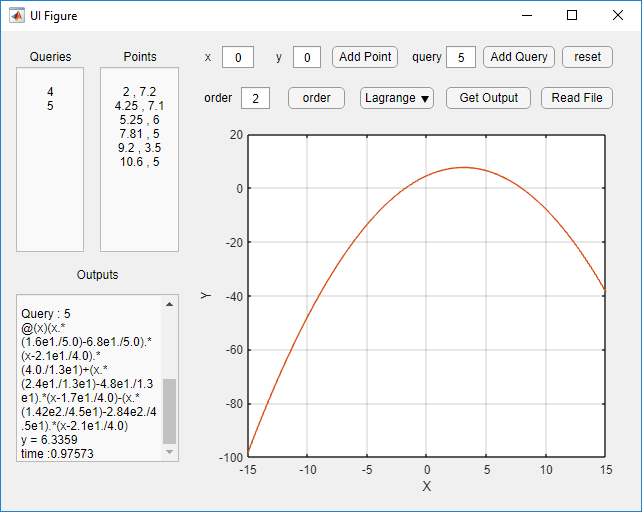 UI Figure
Queries
Points
x 0 y 0 Add Point query 5 Add Query reset
4
5
2 , 7.2
4.25 , 7.1
5.25 , 6
7.81 , 5
9.2 , 3.5
10.6 , 5
order 2 order Lagrange ▼ Get Output Read File
Outputs
Query : 5
@(x)(x.*
(1.6e1./5.0)-6.8e1./5.0).*
(x-2.1e1./4.0).*
(4.0./1.3e1)+(x.*
(2.4e1./1.3e1)-4.8e1./1.3
e1).*(x-1.7e1./4.0)-(x.*
(1.42e2./4.5e1)-2.84e2./4
.5e1).*(x-2.1e1./4.0)
y = 6.3359
time :0.97573
20
0
-20
-40
-60
-80
-100
Y
-15 -10 -5 0 5 10 15
X